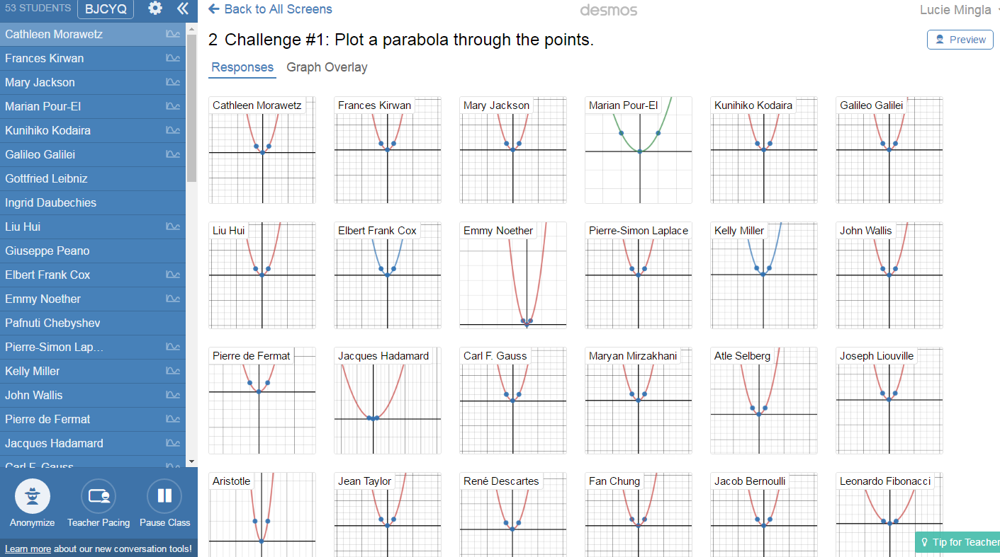 53 STUDENTS BJCYQ
Cathleen Morawetz
Frances Kirwan
Mary Jackson
Marian Pour-El
Kunihiko Kodaira
Galileo Galilei
Gottfried Leibniz
Ingrid Daubechies
Liu Hui
Giuseppe Peano
Elbert Frank Cox
Emmy Noether
Pafnuti Chebyshev
Pierre-Simon Lap...
Kelly Miller
John Wallis
Pierre de Fermat
Jacques Hadamard
Carl F. Gauss
Anonymize Teacher Pacing Pause Class
Learn more about our new conversation tools!
Back to All Screens desmos Lucie Mingla
2 Challenge #1: Plot a parabola through the points.
Preview
Responses Graph Overlay
Cathleen Morawetz Frances Kirwan Mary Jackson Marian Pour-El Kunihiko Kodaira Galileo Galilei
Liu Hui Elbert Frank Cox Emmy Noether Pierre-Simon Laplace Kelly Miller John Wallis
Pierre de Fermat Jacques Hadamard Carl F. Gauss Maryan Mirzakhani Atle Selberg Joseph Liouville
Aristotle Jean Taylor René Descartes Fan Chung Jacob Bernoulli Leonardo Fibonacci
Tip for Teacher